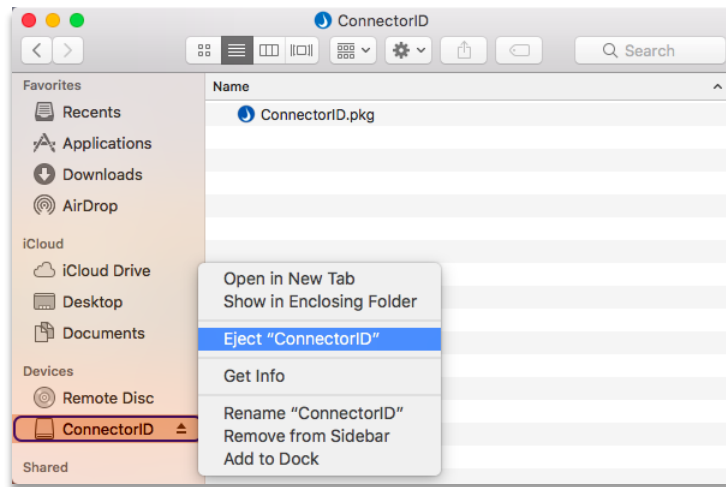 ConnectorID
Search
Favorites
Recents
Applications
Downloads
AirDrop
iCloud
iCloud Drive
Desktop
Documents
Devices
Remote Disc
ConnectorID
Shared
Name
ConnectorID.pkg
Open in New Tab
Show in Enclosing Folder
Eject “ConnectorID”
Get Info
Rename “ConnectorID”
Remove from Sidebar
Add to Dock